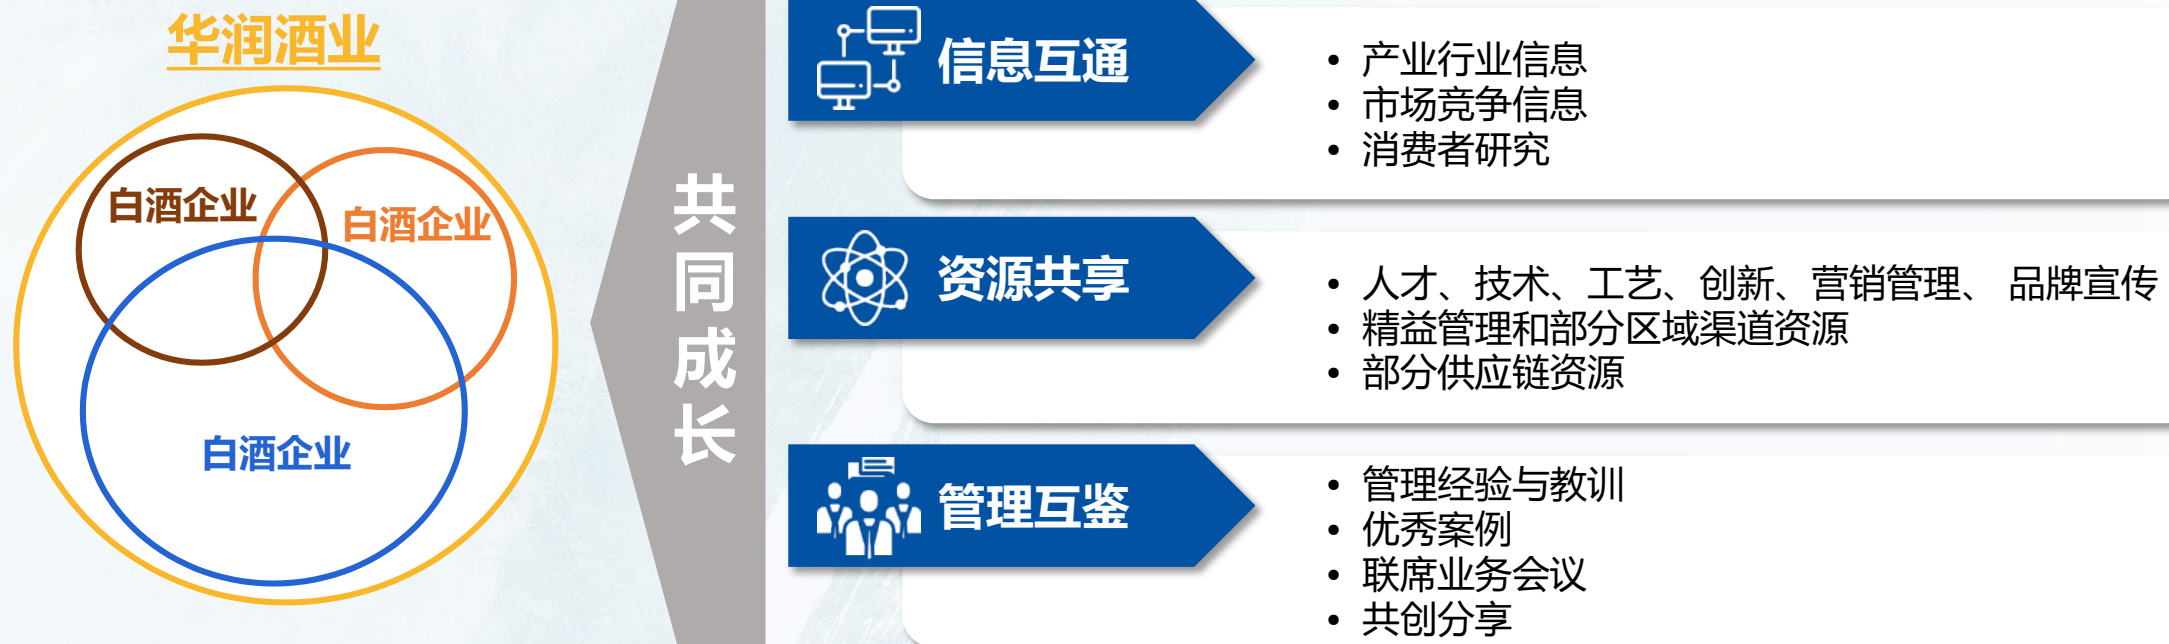 华润酒业
白酒企业
白酒企业
白酒企业
共同成长
信息互通
• 产业行业信息
• 市场竞争信息
• 消费者研究
资源共享
• 人才、技术、工艺、创新、营销管理、 品牌宣传
• 精益管理和部分区域渠道资源
• 部分供应链资源
管理互鉴
• 管理经验与教训
• 优秀案例
• 联席业务会议
• 共创分享